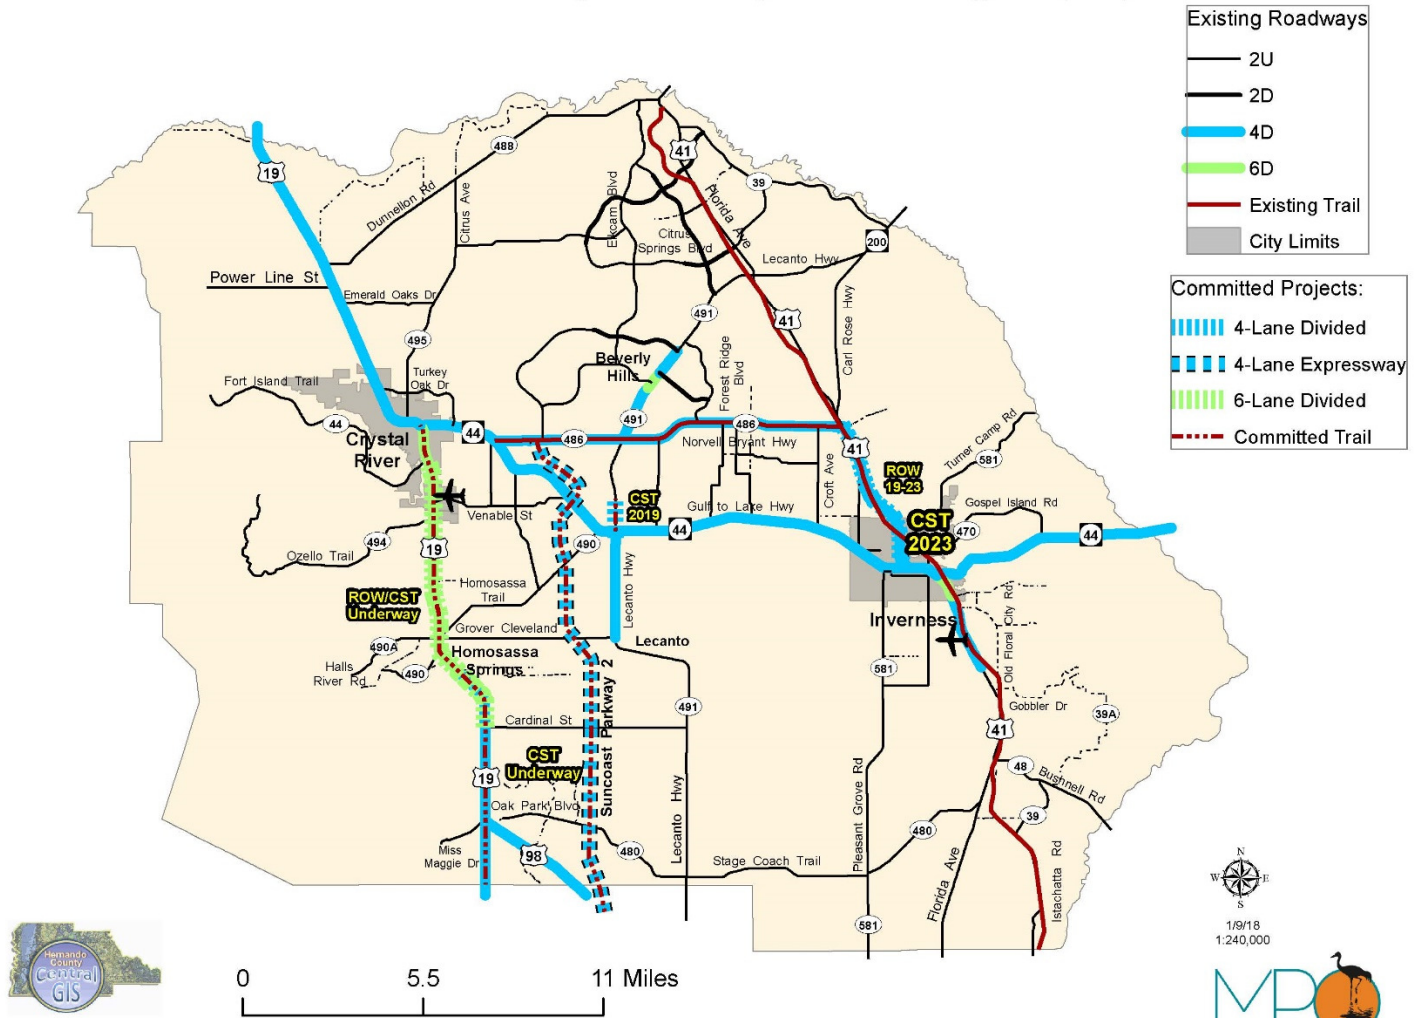 Existing Roadways
2U
2D
4D
6D
Existing Trail
City Limits
Committed Projects:
4-Lane Divided
4-Lane Expressway
6-Lane Divided
Committed Trail
19
488
41
39
Dunnellon Rd
Citrus Ave
Elkcam Blvd
Florida Ave
Citrus
Springs Blvd
200
Lecanto Hwy
Power Line St
Emerald Oaks Dr
491
41
Carl Rose Hwy
495
Beverly
Hills
Forest Ridge
Blvd
Fort Island Trail
Turkey
Oak Dr
44
491
44
486
486
Crystal
River
Norvell Bryant Hwy
41
Turner Camp Rd
581
Croft Ave
ROW
19-23
CST
2019
Gulf to Lake Hwy
Gospel Island Rd
Venable St
CST
2023
470
44
44
494
19
490
Ozello Trail
Homosassa
Trail
Lecanto Hwy
ROW/CST
Underway
Old Floral City Rd
Inverness
Grover Cleveland
490A
Lecanto
Homosassa
Springs
Halls
River Rd
490
581
Suncoast Parkway 2
491
Gobbler Dr
39A
Cardinal St
41
CST
Underway
48
Bushnell Rd
19
Oak Park Blvd
Lecanto Hwy
Pleasant Grove Rd
39
480
Miss
Maggie Dr
98
480
Stage Coach Trail
Florida Ave
Istachatta Rd
581
N
W
E
S
1/9/18
1:240,000
Hernando
County
Central
GIS
0
5.5
11 Miles
MPO